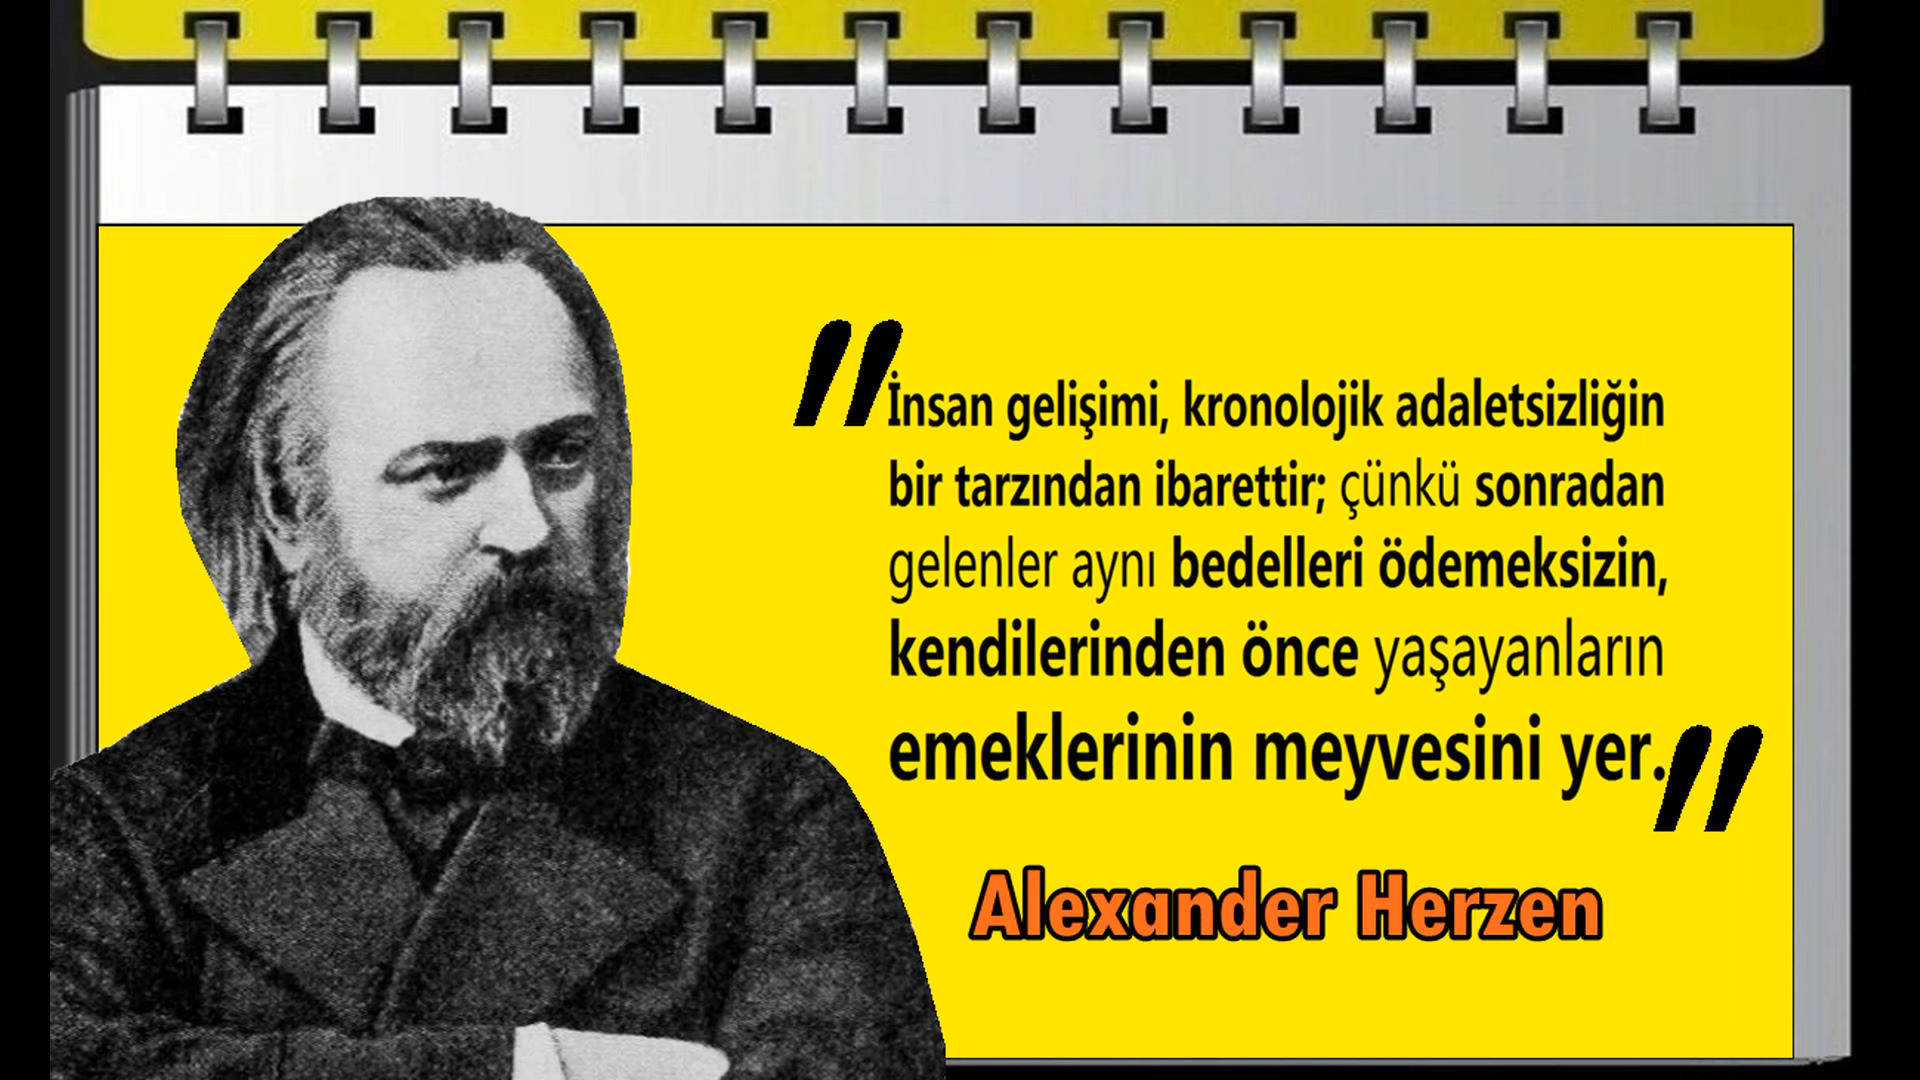 "İnsan gelişimi, kronolojik adaletsizliğin
bir tarzından ibarettir; çünkü sonradan
gelenler aynı bedelleri ödemeksizin,
kendilerinden önce yaşayanların
emeklerinin meyvesini yer."
Alexander Herzen